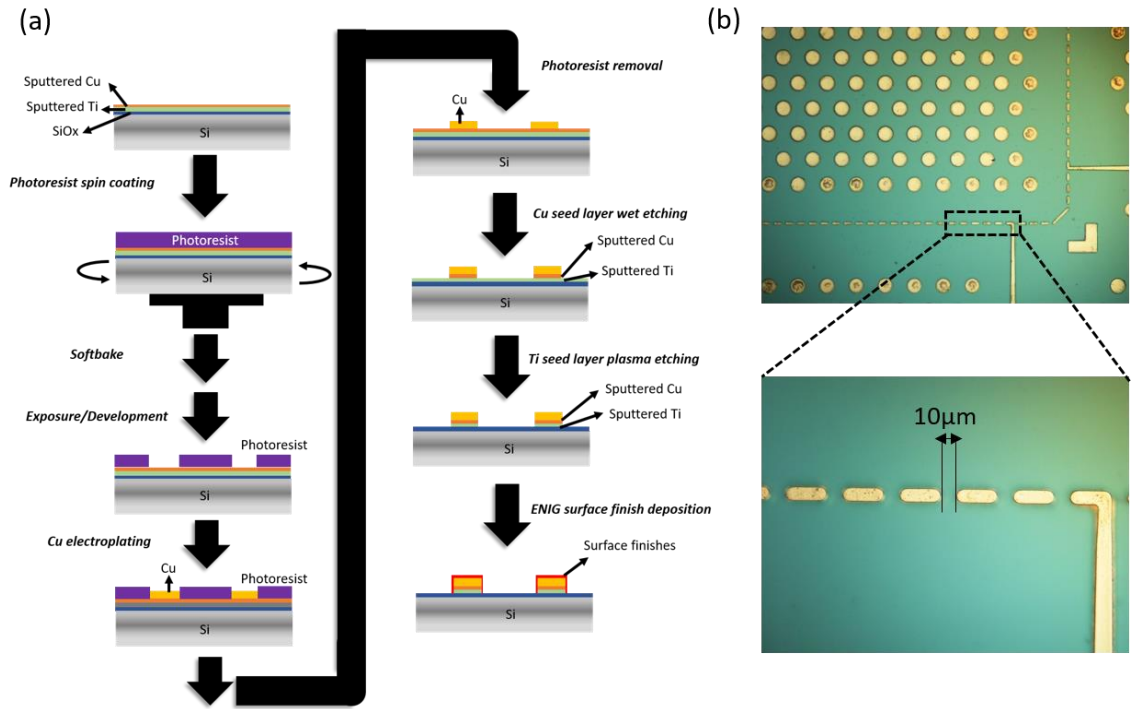 (a)
Sputtered Cu
Sputtered Ti
SiOx
Si
Photoresist spin coating
Photoresist
Si
Softbake
Exposure/Development
Photoresist
Si
Cu electroplating
Cu
Photoresist
Si
Photoresist removal
Cu
Si
Cu seed layer wet etching
Sputtered Cu
Sputtered Ti
Si
Ti seed layer plasma etching
Sputtered Cu
Sputtered Ti
Si
ENIG surface finish deposition
Surface finishes
Si
(b)
10μm